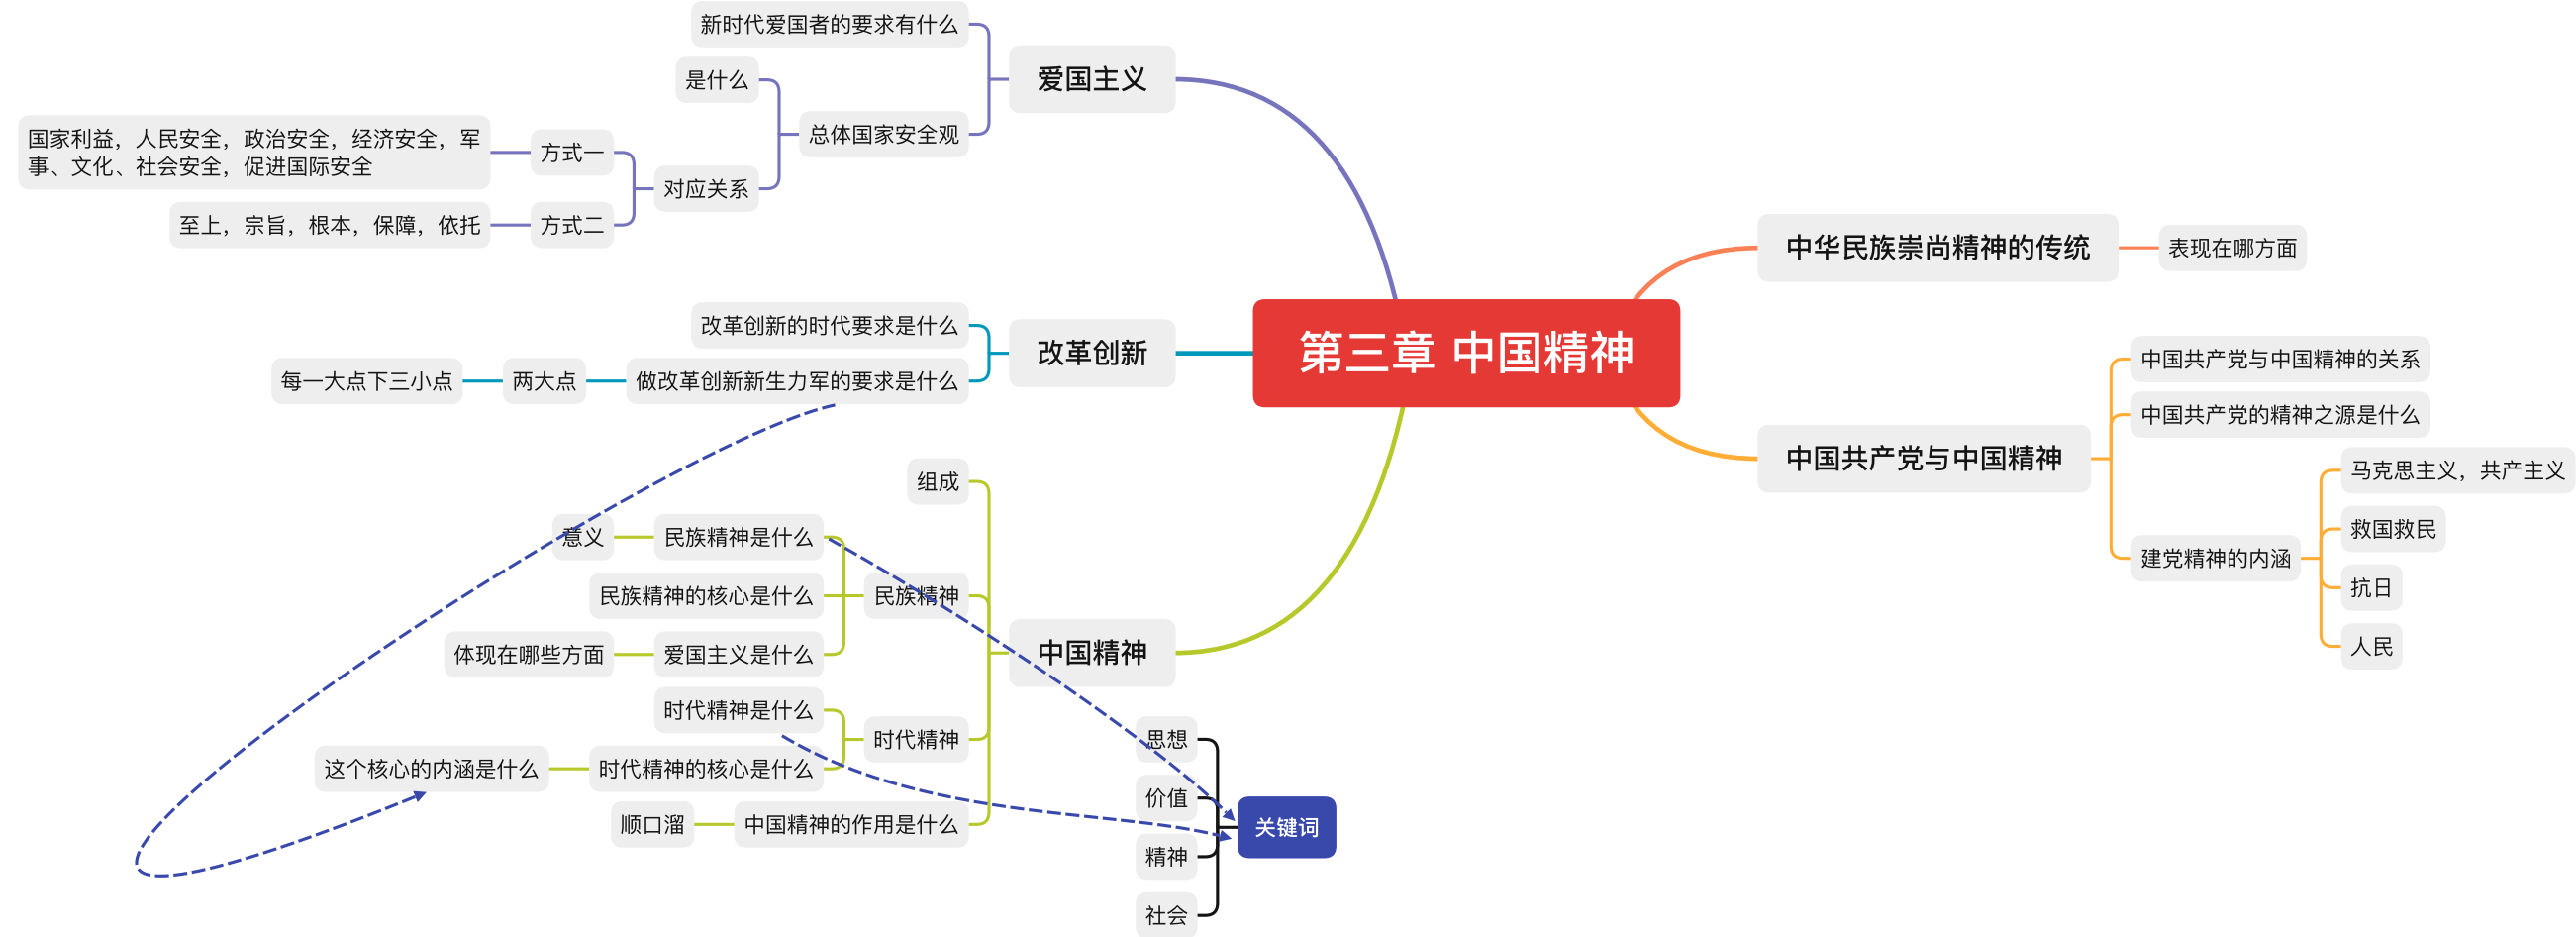 第三章 中国精神
中华民族崇尚精神的传统
表现在哪方面
中国共产党与中国精神
中国共产党与中国精神的关系
中国共产党的精神之源是什么
建党精神的内涵
马克思主义，共产主义
救国救民
抗日
人民
爱国主义
新时代爱国者的要求有什么
总体国家安全观
是什么
对应关系
方式一
国家利益，人民安全，政治安全，经济安全，军
事、文化、社会安全，促进国际安全
方式二
至上，宗旨，根本，保障，依托
改革创新
改革创新的时代要求是什么
做改革创新新生力军的要求是什么
两大点
每一大点下三小点
中国精神
组成
民族精神
民族精神是什么
意义
民族精神的核心是什么
爱国主义是什么
体现在哪些方面
时代精神
时代精神是什么
时代精神的核心是什么
这个核心的内涵是什么
中国精神的作用是什么
顺口溜
关键词
思想
价值
精神
社会